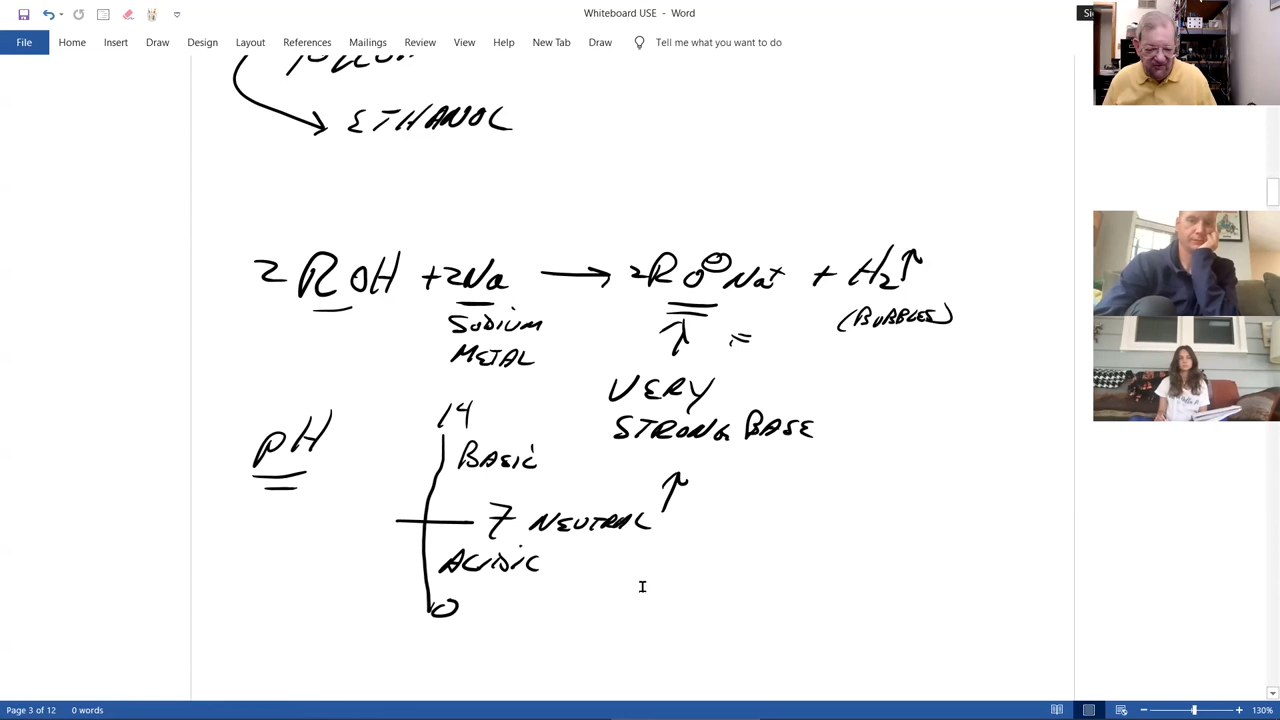 Whiteboard USE - Word
File Home Insert Draw Design Layout References Mailings Review View Help New Tab Draw Tell me what you want to do
ETHANOL
2 ROH + 2Na → 2RO⊖Na+ + H2↑
SODIUM
METAL
(BUBBLES)
VERY
STRONG BASE
pH
14
BASIC
7 NEUTRAL ↑
ACIDIC
0
Page 3 of 12 0 words
130%